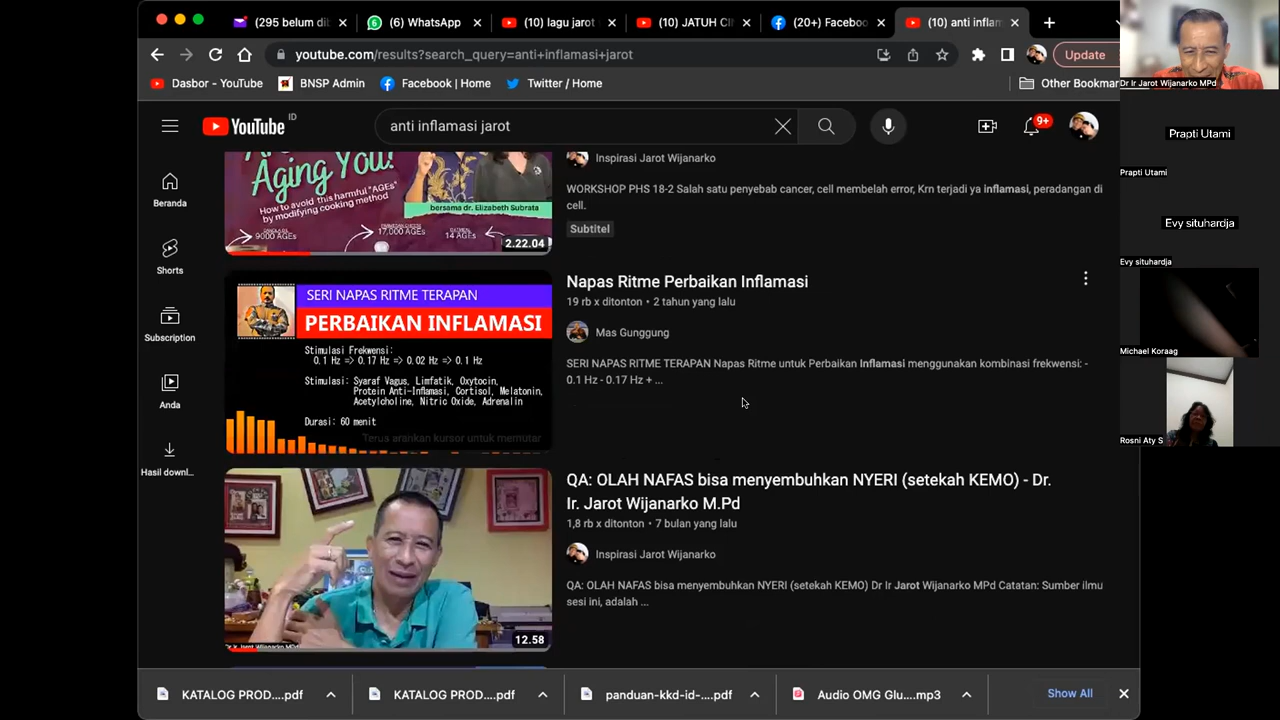 (295 belum di
(6) WhatsApp
(10) lagu jarot
(10) JATUH CI
(20+) Faceboo
(10) anti inflam
youtube.com/results?search_query=anti+inflamasi+jarot
Update
Dasbor - YouTube
BNSP Admin
Facebook | Home
Twitter / Home
Other Bookmar
YouTube ID
anti inflamasi jarot
9+
Beranda
Shorts
Subscription
Anda
Hasil downl...
Aging You!
How to avoid this harmful "AGEs"
by modifying cooking method
bersama dr. Elizabeth Subrata
9000 AGEs
17,000 AGEs
14 AGEs
2.22.04
Inspirasi Jarot Wijanarko
WORKSHOP PHS 18-2 Salah satu penyebab cancer, cell membelah error, Krn terjadi ya inflamasi, peradangan di
cell.
Subtitel
SERI NAPAS RITME TERAPAN
PERBAIKAN INFLAMASI
Stimulasi Frekwensi:
0.1 Hz => 0.17 Hz => 0.02 Hz => 0.1 Hz
Stimulasi: Syaraf Vagus, Limfatik, Oxytocin,
Protein Anti-Inflamasi, Cortisol, Melatonin,
Acetylcholine, Nitric Oxide, Adrenalin
Durasi: 60 menit
Terus arahkan kursor untuk memutar
Napas Ritme Perbaikan Inflamasi
19 rb x ditonton • 2 tahun yang lalu
Mas Gunggung
SERI NAPAS RITME TERAPAN Napas Ritme untuk Perbaikan Inflamasi menggunakan kombinasi frekwensi: -
0.1 Hz - 0.17 Hz + ...
Dr Ir. Jarot Wijanarko MPd
12.58
QA: OLAH NAFAS bisa menyembuhkan NYERI (setekah KEMO) - Dr.
Ir. Jarot Wijanarko M.Pd
1,8 rb x ditonton • 7 bulan yang lalu
Inspirasi Jarot Wijanarko
QA: OLAH NAFAS bisa menyembuhkan NYERI (setekah KEMO) Dr Ir Jarot Wijanarko MPd Catatan: Sumber ilmu
sesi ini, adalah ...
KATALOG PROD....pdf
KATALOG PROD....pdf
panduan-kkd-id-....pdf
Audio OMG Glu....mp3
Show All
Dr Ir Jarot Wijanarko MPd
Prapti Utami
Prapti Utami
Evy situhardja
Evy situhardja
Michael Koraag
Rosni Aty S